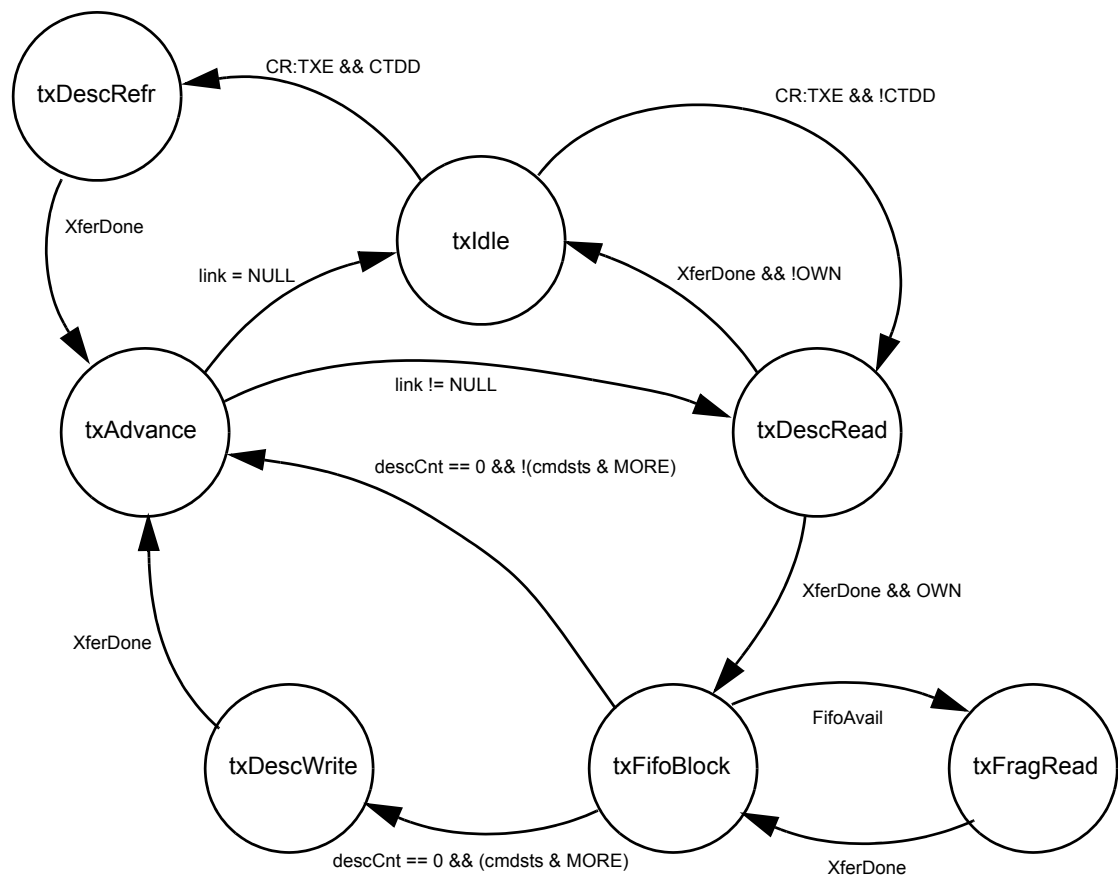 CR:TXE && CTDD
txDescRefr
CR:TXE && !CTDD
XferDone
txIdle
link = NULL
XferDone && !OWN
link != NULL
txAdvance
txDescRead
descCnt == 0 && !(cmdsts & MORE)
XferDone && OWN
XferDone
FifoAvail
txDescWrite
txFifoBlock
txFragRead
descCnt == 0 && (cmdsts & MORE)
XferDone